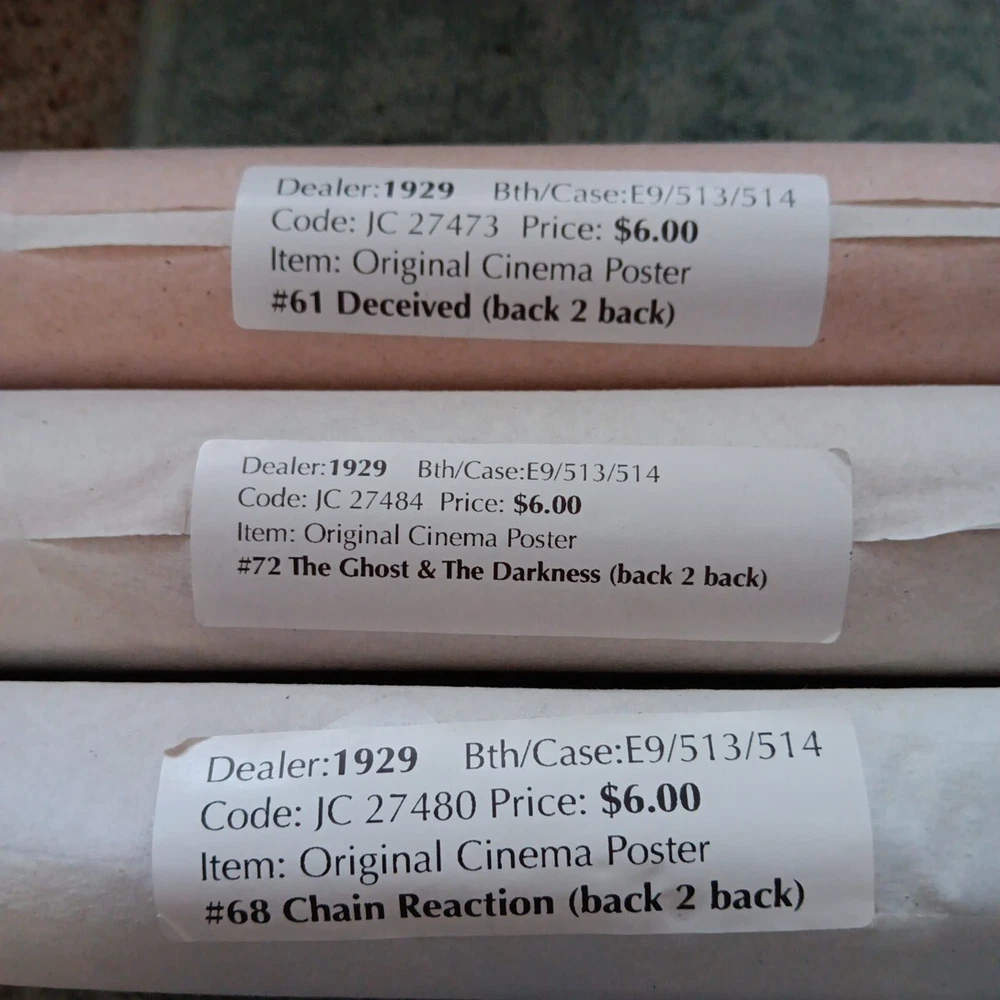 Dealer:1929 Bth/Case:E9/513/514
Code: JC 27473 Price: $6.00
Item: Original Cinema Poster
#61 Deceived (back 2 back)
Dealer:1929 Bth/Case:E9/513/514
Code: JC 27484 Price: $6.00
Item: Original Cinema Poster
#72 The Ghost & The Darkness (back 2 back)
Dealer:1929 Bth/Case:E9/513/514
Code: JC 27480 Price: $6.00
Item: Original Cinema Poster
#68 Chain Reaction (back 2 back)